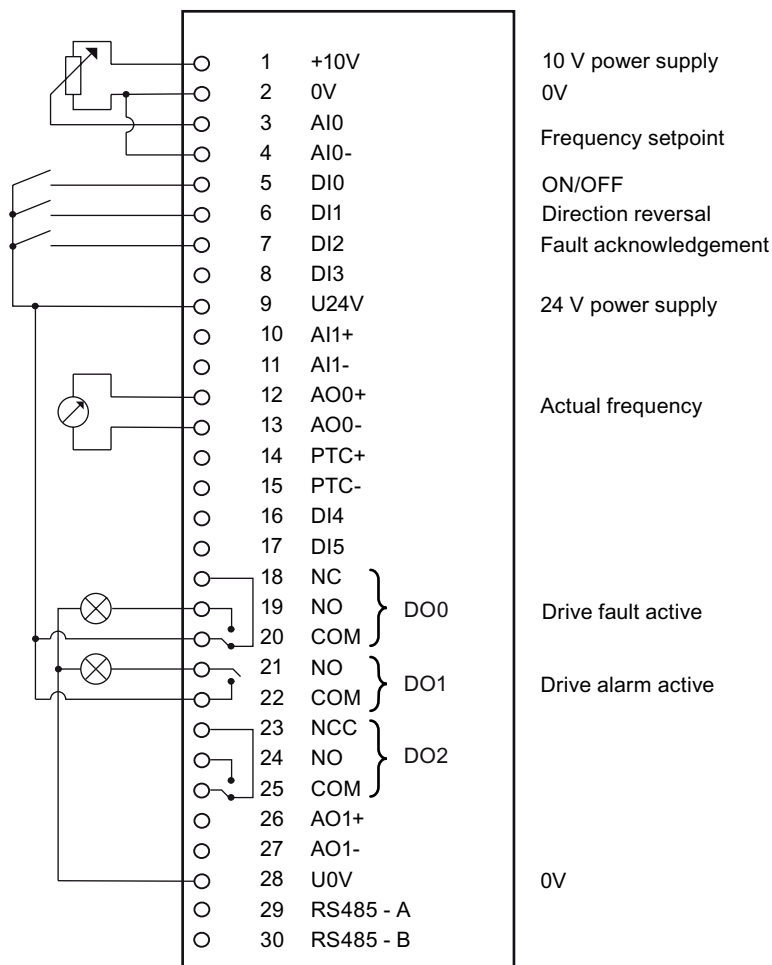 1 +10V 10 V power supply
2 0V 0V
3 AI0
Frequency setpoint
4 AI0-
5 DI0 ON/OFF
6 DI1 Direction reversal
7 DI2 Fault acknowledgement
8 DI3
9 U24V 24 V power supply
10 AI1+
11 AI1-
12 AO0+
Actual frequency
13 AO0-
14 PTC+
15 PTC-
16 DI4
17 DI5
18 NC
19 NO DO0 Drive fault active
20 COM
21 NO
DO1 Drive alarm active
22 COM
23 NCC
24 NO DO2
25 COM
26 AO1+
27 AO1-
28 U0V 0V
29 RS485 - A
30 RS485 - B